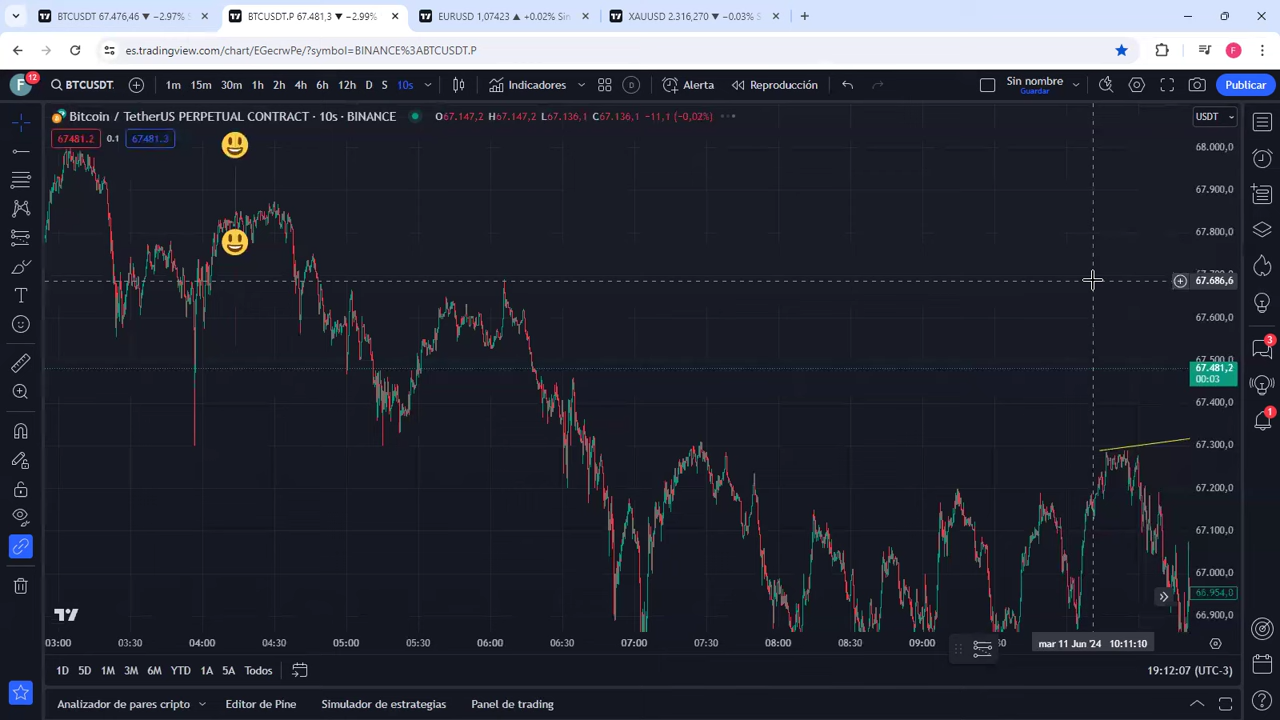 BTCUSDT 67.476,46 ▼ −2.97% S
BTCUSDT.P 67.481,3 ▼ −2.99%
EURUSD 1,07423 ▲ +0.02% Sin
XAUUSD 2.316,270 ▼ −0.03% S
es.tradingview.com/chart/EGecrwPe/?symbol=BINANCE%3ABTCUSDT.P
F
F 12 BTCUSDT. 1m 15m 30m 1h 2h 4h 6h 12h D S 10s Indicadores D Alerta Reproducción Sin nombre Guardar Publicar
Bitcoin / TetherUS PERPETUAL CONTRACT · 10s · BINANCE O67.147,2 H67.147,2 L67.136,1 C67.136,1 −11,1 (−0,02%)
USDT
67481.2 0.1 67481.3
68.000,0
67.900,0
67.800,0
67.686,6
67.600,0
67.500,0
67.481,2
00:03
67.400,0
67.300,0
67.200,0
67.100,0
67.000,0
66.954,0
66.900,0
3
1
03:00 03:30 04:00 04:30 05:00 05:30 06:00 06:30 07:00 07:30 08:00 08:30 09:00 mar 11 Jun '24 10:11:10
1D 5D 1M 3M 6M YTD 1A 5A Todos 19:12:07 (UTC-3)
Analizador de pares cripto Editor de Pine Simulador de estrategias Panel de trading